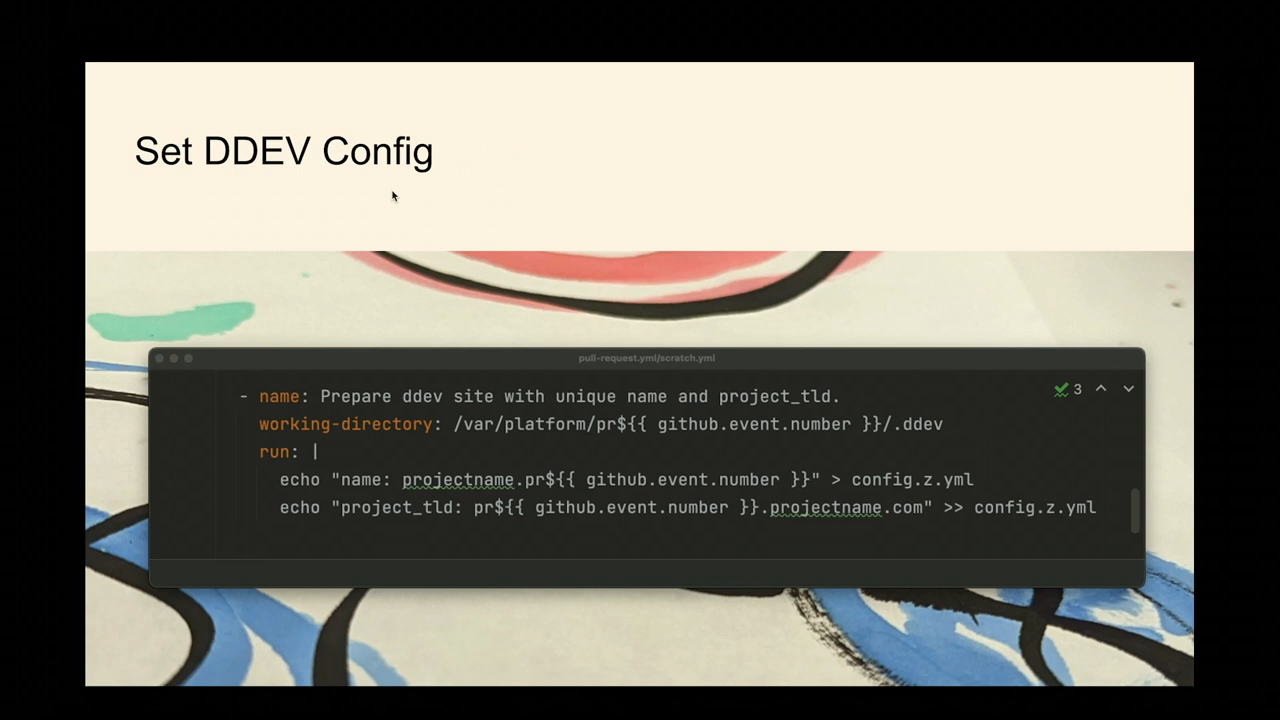 Set DDEV Config
pull-request.yml/scratch.yml
3
- name: Prepare ddev site with unique name and project_tld.
working-directory: /var/platform/pr${{ github.event.number }}/.ddev
run: |
echo "name: projectname.pr${{ github.event.number }}" > config.z.yml
echo "project_tld: pr${{ github.event.number }}.projectname.com" >> config.z.yml